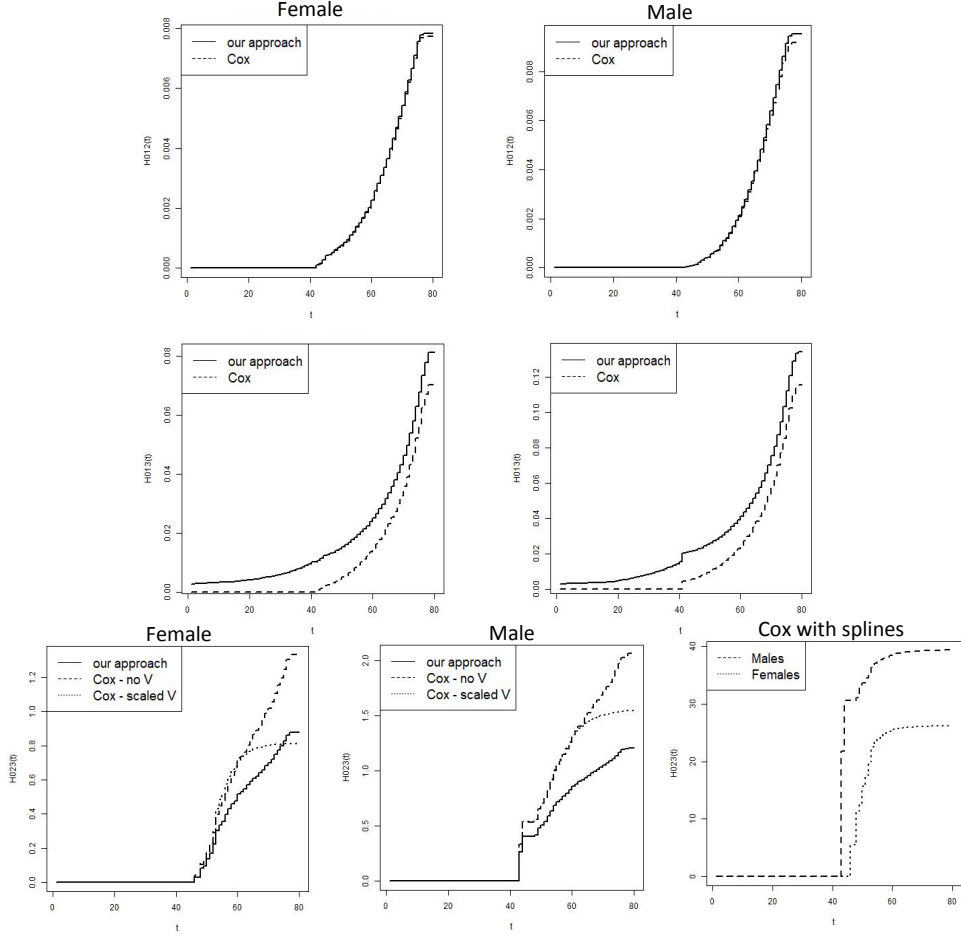 Female
Male
0.008
0.006
0.004
0.002
0.000
H012(t)
our approach
Cox
0 20 40 60 80
t
0.008
0.006
0.004
0.002
0.000
H012(t)
our approach
Cox
0 20 40 60 80
t
0.08
0.06
0.04
0.02
0.00
H013(t)
our approach
Cox
0 20 40 60 80
t
0.12
0.10
0.08
0.06
0.04
0.02
0.00
H013(t)
our approach
Cox
0 20 40 60 80
t
Female
Male
Cox with splines
1.2
1.0
0.8
0.6
0.4
0.2
0.0
H023(t)
our approach
Cox - no V
Cox - scaled V
0 20 40 60 80
t
2.0
1.5
1.0
0.5
0.0
H023(t)
our approach
Cox - no V
Cox - scaled V
0 20 40 60 80
t
40
30
20
10
0
H023(t)
Males
Females
0 20 40 60 80
t